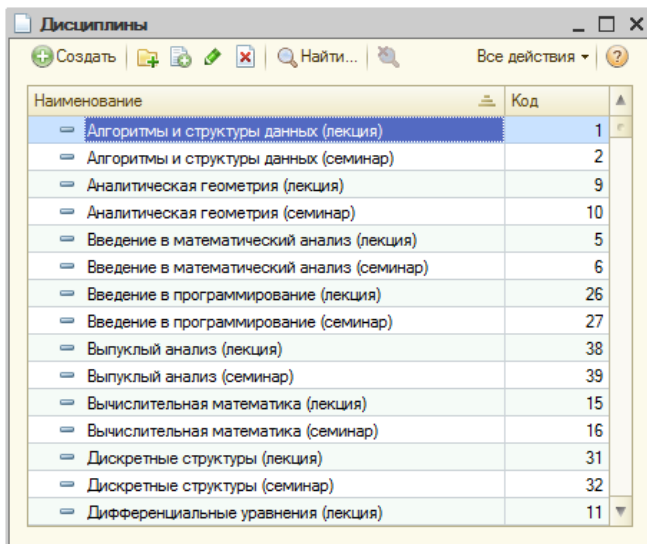 Дисциплины
Создать Найти... Все действия
Наименование Код
Алгоритмы и структуры данных (лекция) 1
Алгоритмы и структуры данных (семинар) 2
Аналитическая геометрия (лекция) 9
Аналитическая геометрия (семинар) 10
Введение в математический анализ (лекция) 5
Введение в математический анализ (семинар) 6
Введение в программирование (лекция) 26
Введение в программирование (семинар) 27
Выпуклый анализ (лекция) 38
Выпуклый анализ (семинар) 39
Вычислительная математика (лекция) 15
Вычислительная математика (семинар) 16
Дискретные структуры (лекция) 31
Дискретные структуры (семинар) 32
Дифференциальные уравнения (лекция) 11